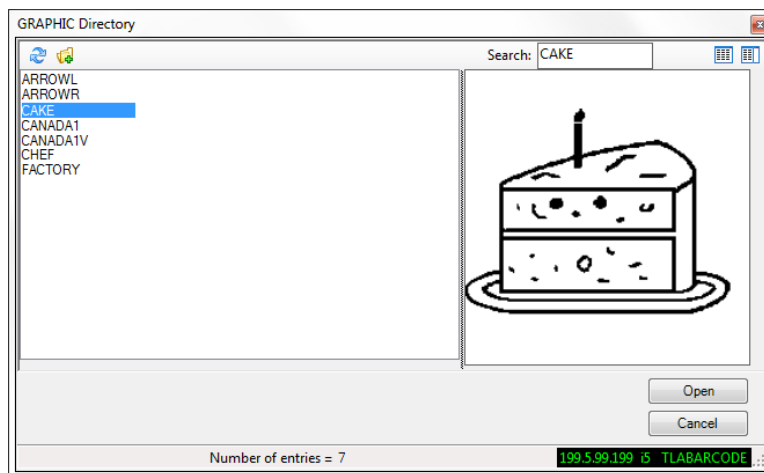 GRAPHIC Directory
Search: CAKE
ARROWL
ARROWR
CAKE
CANADA1
CANADA1V
CHEF
FACTORY
Open
Cancel
Number of entries = 7
199.5.99.199 i5 TLABARCODE